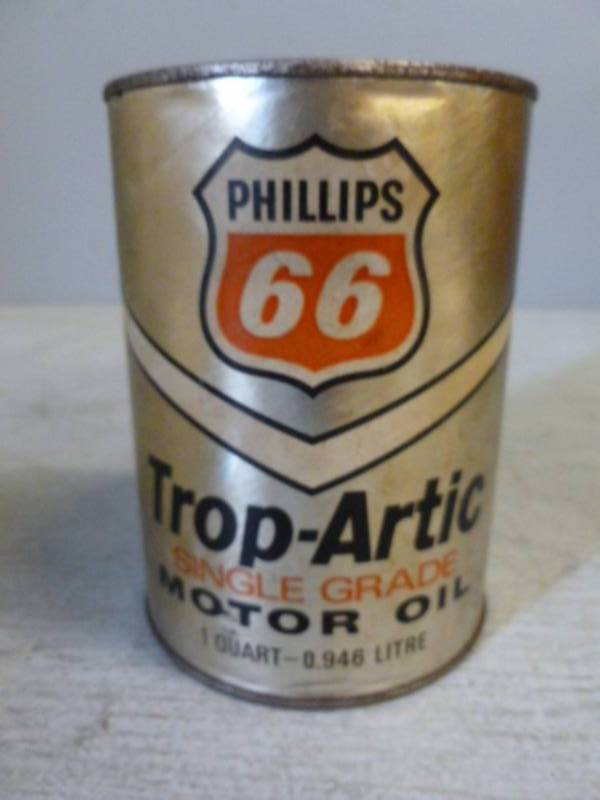 PHILLIPS
66
Trop-Artic
SINGLE GRADE
MOTOR OIL
1 QUART–0.946 LITRE